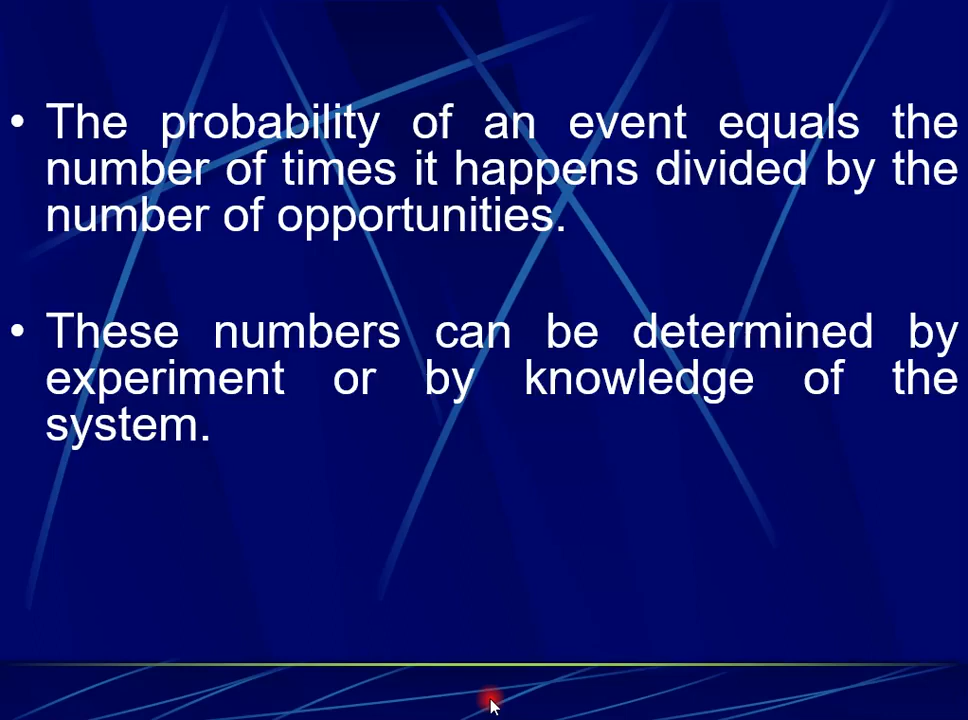 • The probability of an event equals the
number of times it happens divided by the
number of opportunities.
• These numbers can be determined by
experiment or by knowledge of the
system.